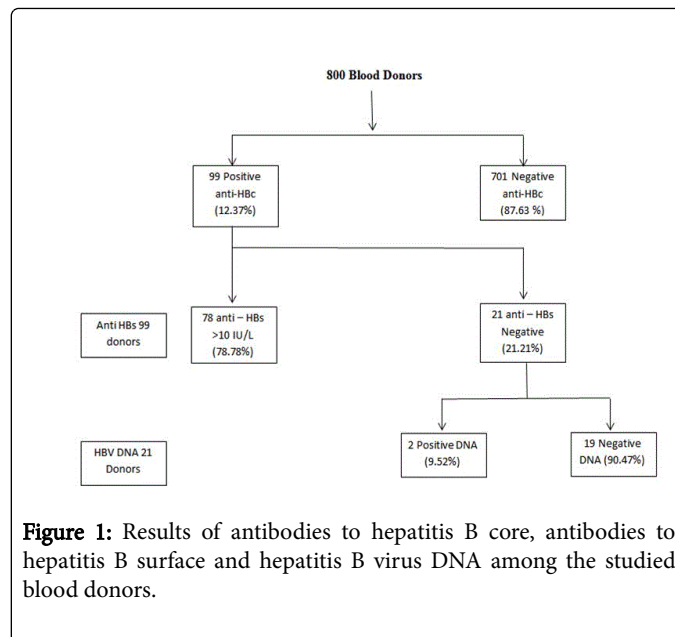 800 Blood Donors
99 Positive
anti-HBc
(12.37%)
701 Negative
anti-HBc
(87.63 %)
Anti HBs 99
donors
78 anti – HBs
>10 IU/L
(78.78%)
21 anti – HBs
Negative
(21.21%)
HBV DNA 21
Donors
2 Positive DNA
(9.52%)
19 Negative
DNA (90.47%)
Figure 1: Results of antibodies to hepatitis B core, antibodies to
hepatitis B surface and hepatitis B virus DNA among the studied
blood donors.